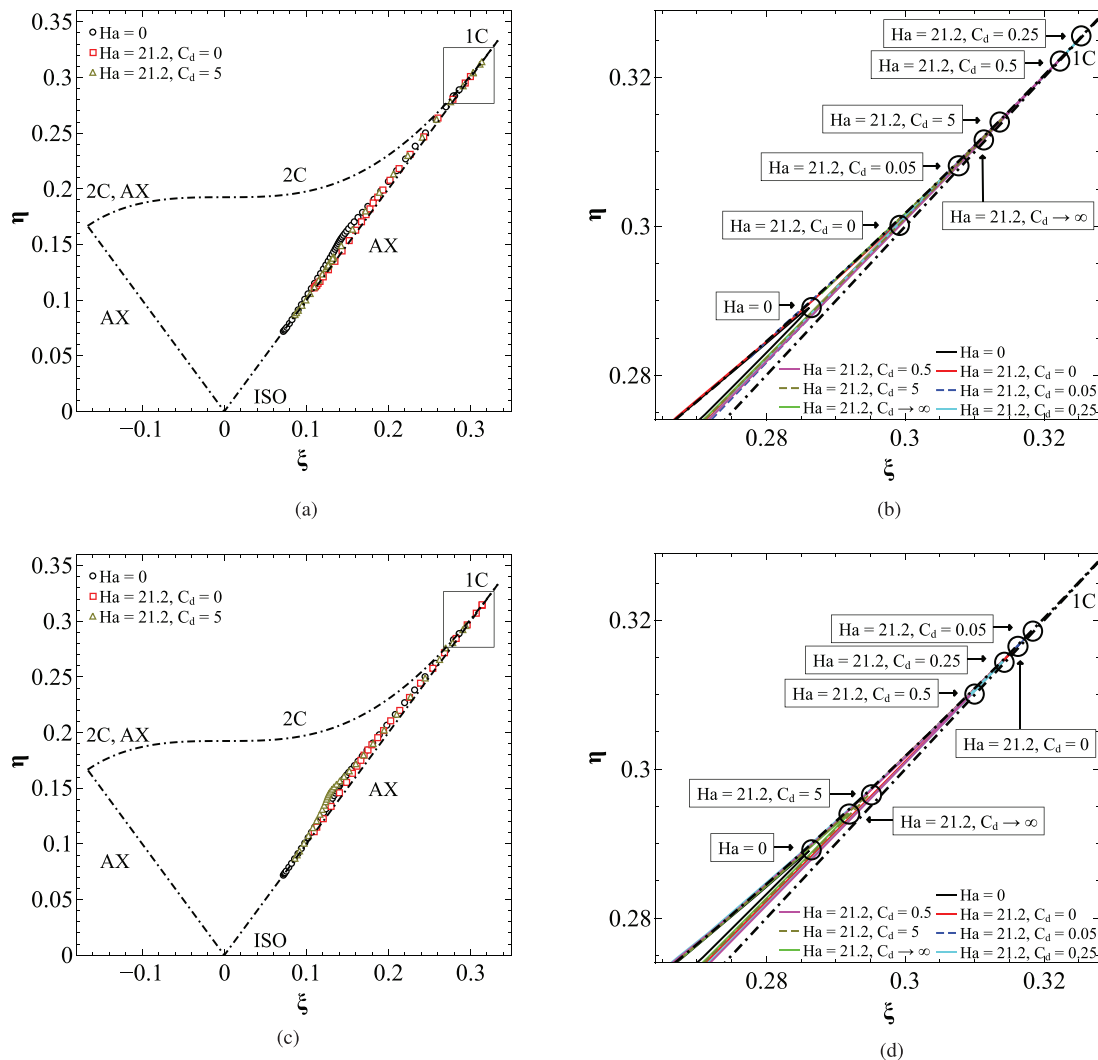 0.35
0.3
0.25
0.2
0.15
0.1
0.05
0
η
Ha = 0
Ha = 21.2, C_d = 0
Ha = 21.2, C_d = 5
1C
2C, AX
2C
AX
AX
ISO
−0.1
0
0.1
0.2
0.3
ξ
(a)
0.32
0.3
0.28
η
Ha = 21.2, C_d = 0.25
Ha = 21.2, C_d = 0.5
1C
Ha = 21.2, C_d = 5
Ha = 21.2, C_d = 0.05
Ha = 21.2, C_d → ∞
Ha = 21.2, C_d = 0
Ha = 0
Ha = 0
Ha = 21.2, C_d = 0.5
Ha = 21.2, C_d = 0
Ha = 21.2, C_d = 5
Ha = 21.2, C_d = 0.05
Ha = 21.2, C_d → ∞
Ha = 21.2, C_d = 0.25
0.28
0.3
0.32
ξ
(b)
0.35
0.3
0.25
0.2
0.15
0.1
0.05
0
η
Ha = 0
Ha = 21.2, C_d = 0
Ha = 21.2, C_d = 5
1C
2C, AX
2C
AX
AX
ISO
−0.1
0
0.1
0.2
0.3
ξ
(c)
0.32
0.3
0.28
η
1C
Ha = 21.2, C_d = 0.05
Ha = 21.2, C_d = 0.25
Ha = 21.2, C_d = 0.5
Ha = 21.2, C_d = 0
Ha = 21.2, C_d = 5
Ha = 21.2, C_d → ∞
Ha = 0
Ha = 0
Ha = 21.2, C_d = 0.5
Ha = 21.2, C_d = 0
Ha = 21.2, C_d = 5
Ha = 21.2, C_d = 0.05
Ha = 21.2, C_d → ∞
Ha = 21.2, C_d = 0.25
0.28
0.3
0.32
ξ
(d)